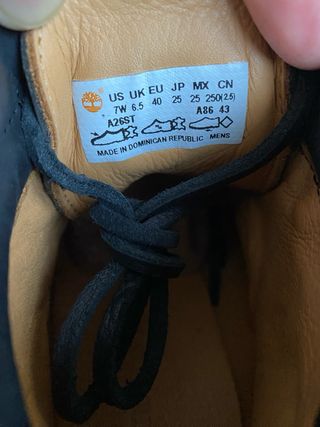 US UK EU JP MX CN
7W 6.5 40 25 25 250(2.5)
A26ST A86 43
MADE IN DOMINICAN REPUBLIC MENS